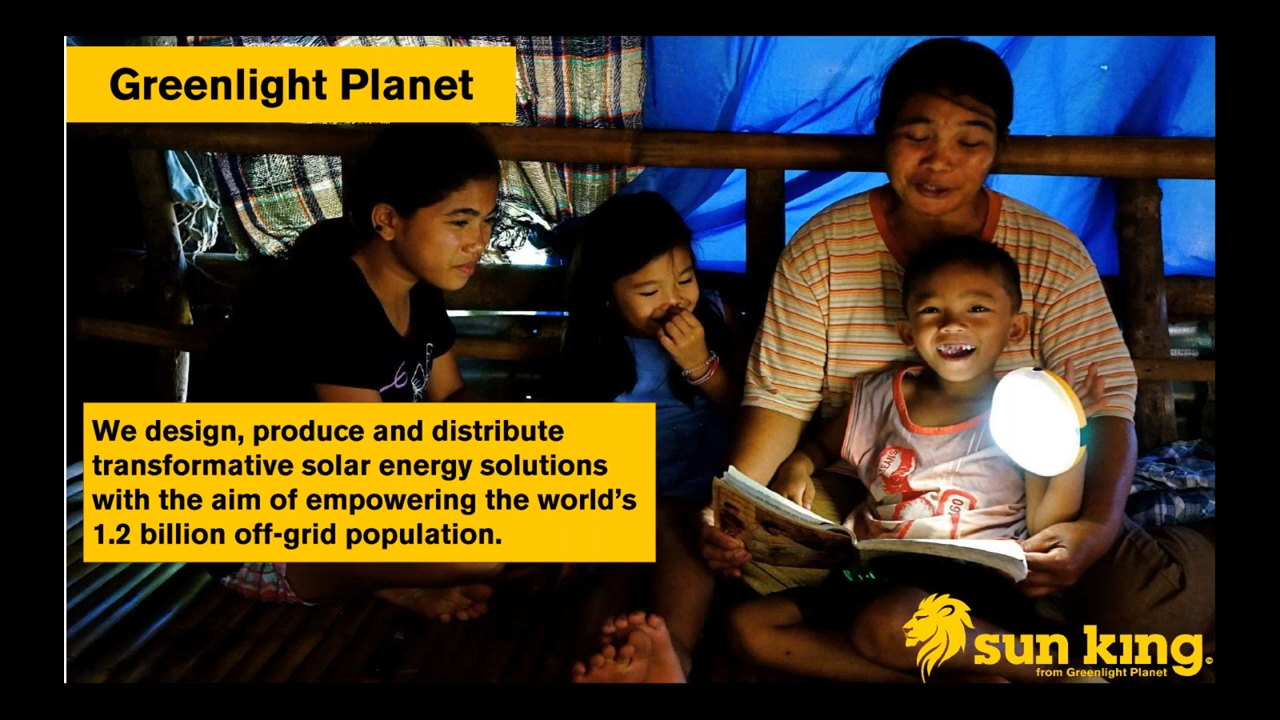 Greenlight Planet
We design, produce and distribute
transformative solar energy solutions
with the aim of empowering the world's
1.2 billion off-grid population.
sun king
from Greenlight Planet